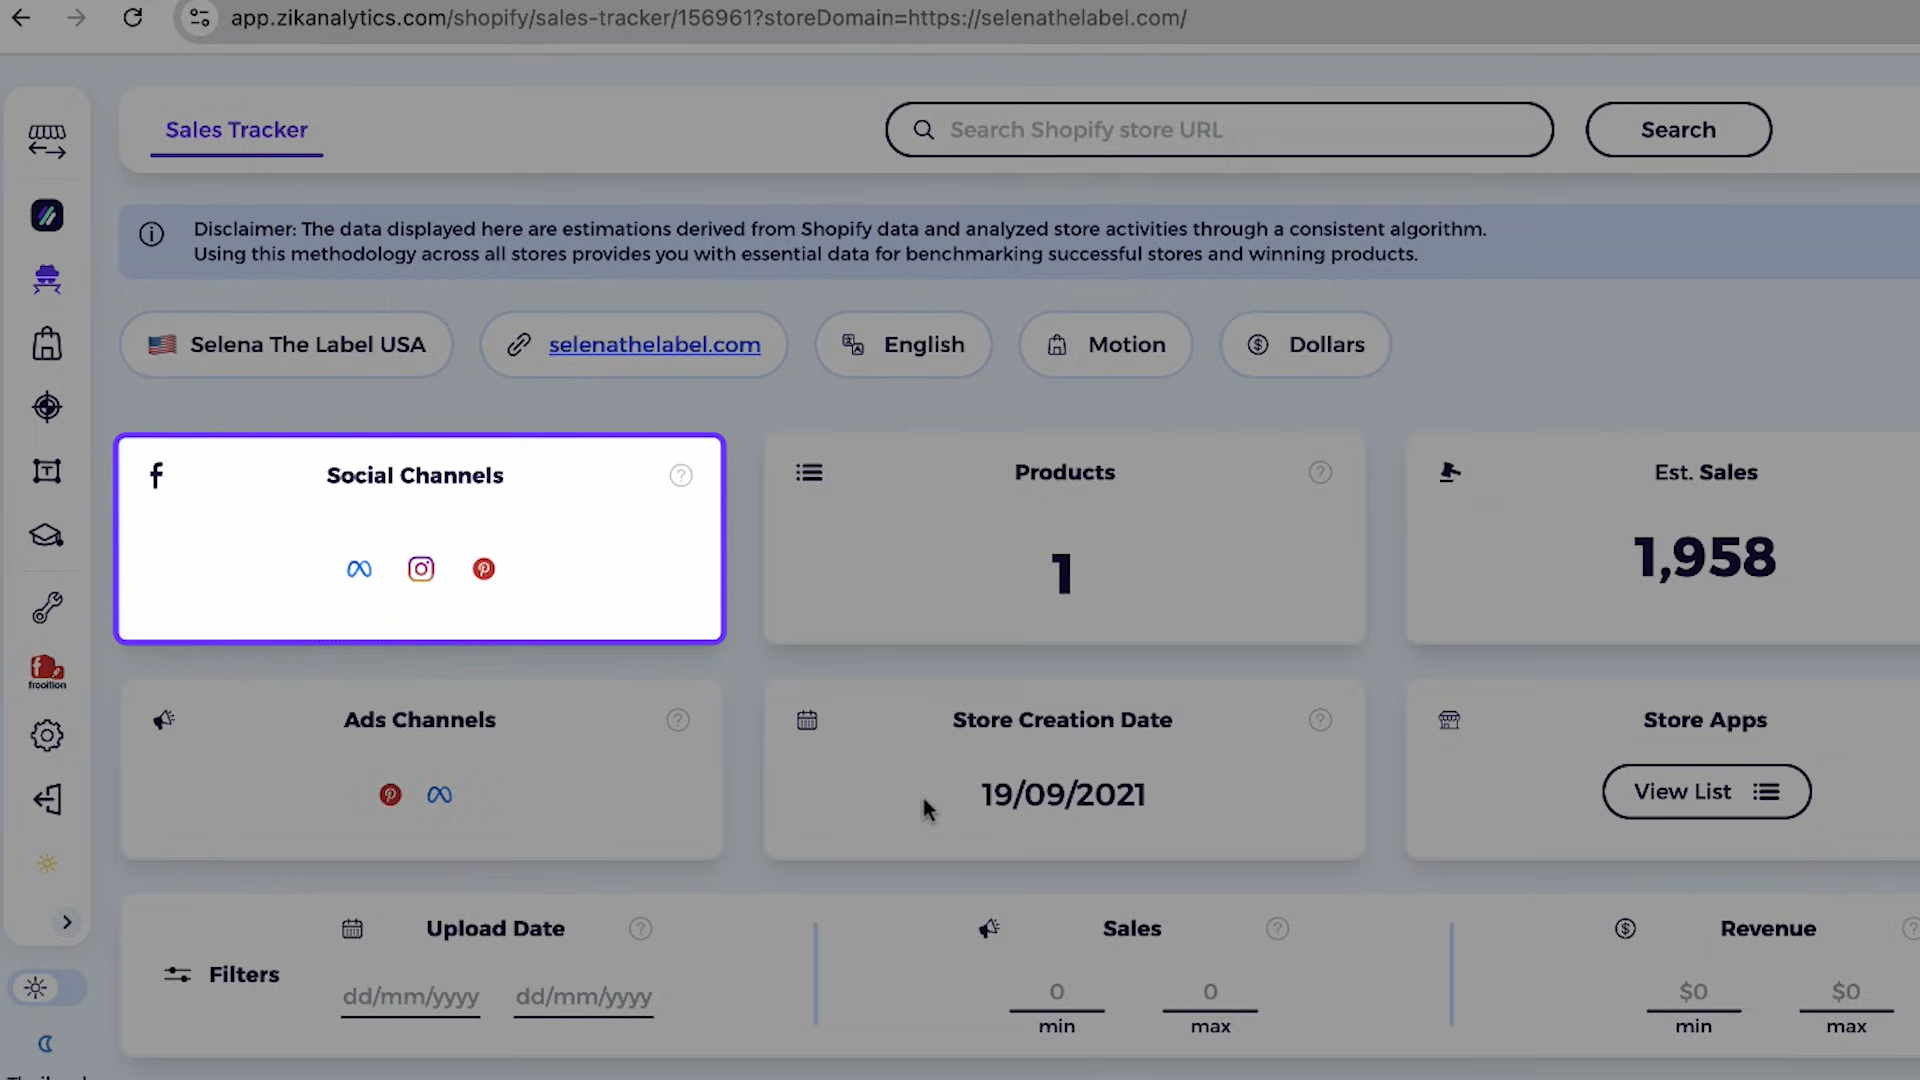 app.zikanalytics.com/shopify/sales-tracker/156961?storeDomain=https://selenathelabel.com/
Sales Tracker
Search Shopify store URL
Search
Disclaimer: The data displayed here are estimations derived from Shopify data and analyzed store activities through a consistent algorithm.
Using this methodology across all stores provides you with essential data for benchmarking successful stores and winning products.
Selena The Label USA
selenathelabel.com
English
Motion
Dollars
Social Channels
Products
1
Est. Sales
1,958
frooition
Ads Channels
Store Creation Date
19/09/2021
Store Apps
View List
Filters
Upload Date
dd/mm/yyyy
dd/mm/yyyy
Sales
0
min
0
max
Revenue
$0
min
$0
max